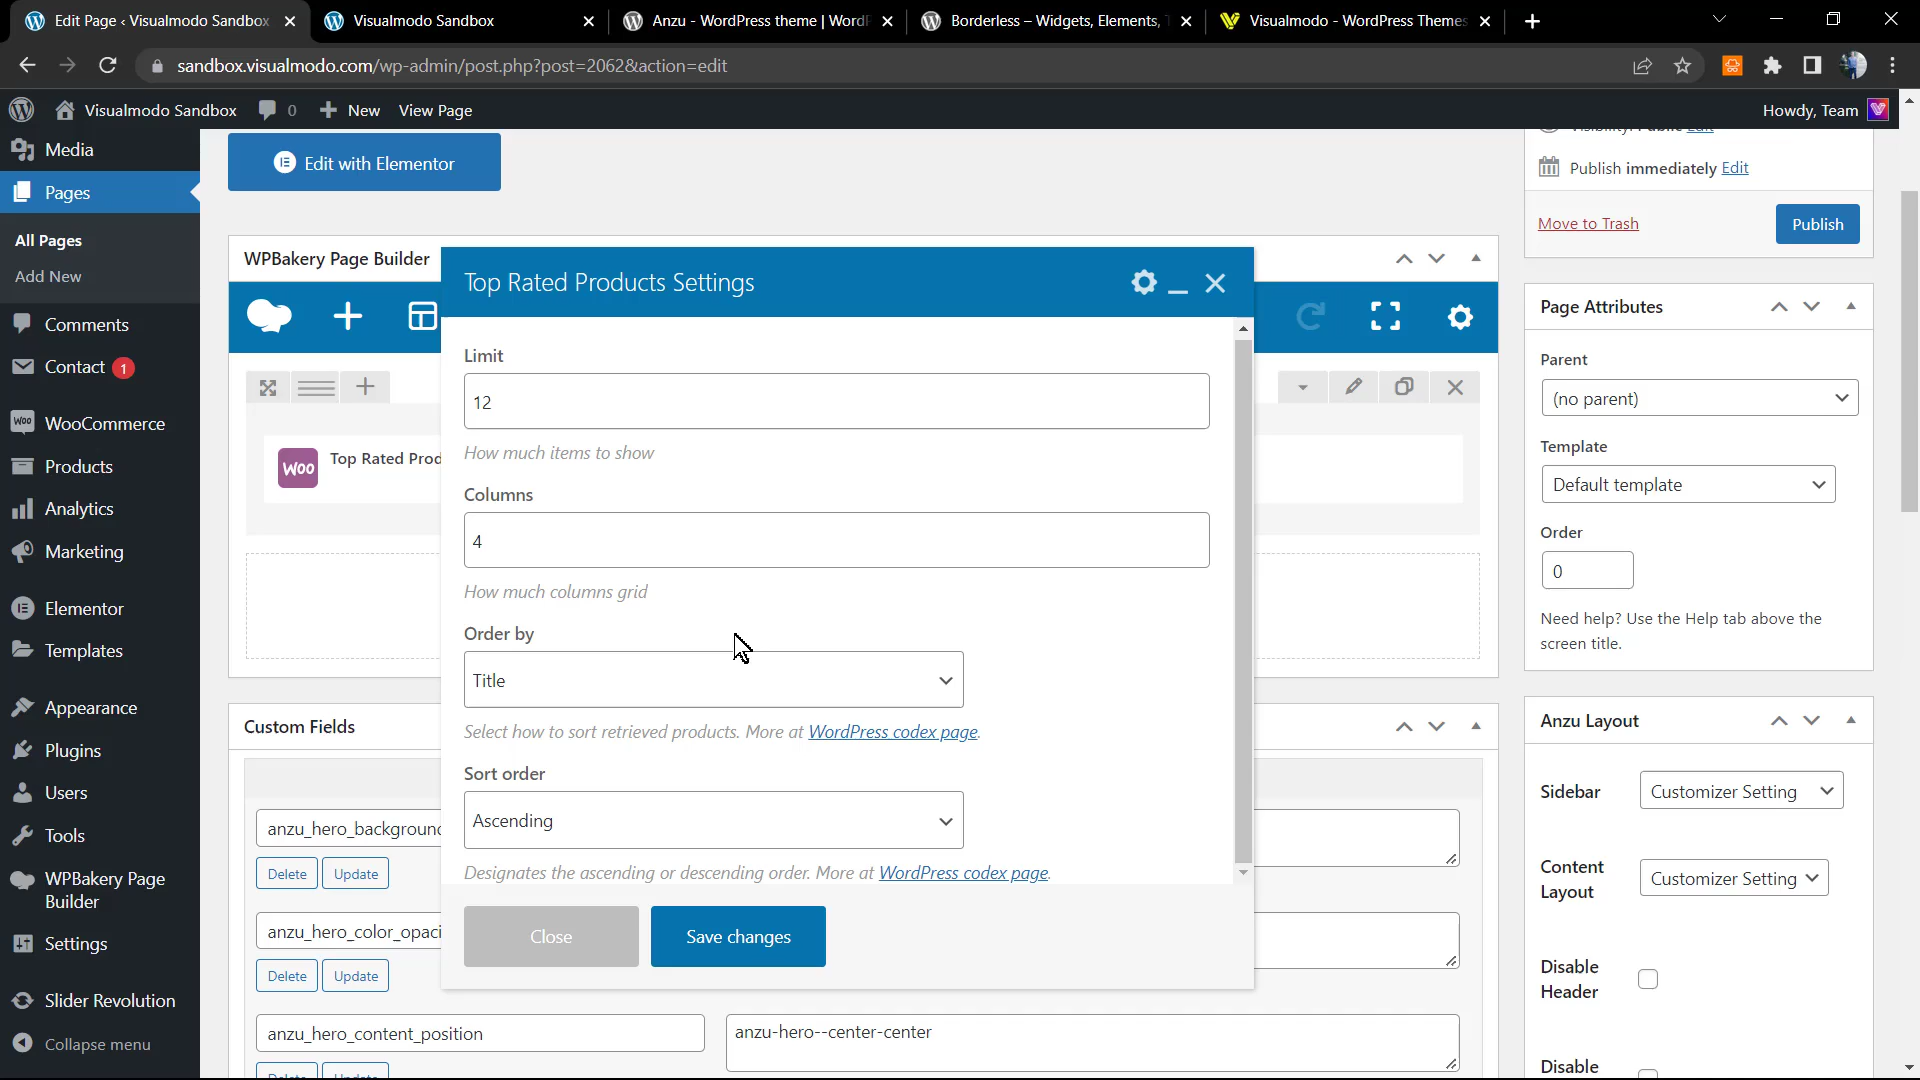 Edit Page ‹ Visualmodo Sandbox
Visualmodo Sandbox
Anzu - WordPress theme | Word
Borderless – Widgets, Elements,
Visualmodo - WordPress Themes
sandbox.visualmodo.com/wp-admin/post.php?post=2062&action=edit
Visualmodo Sandbox
0
New
View Page
Howdy, Team
Media
Pages
All Pages
Add New
Comments
Contact 1
WooCommerce
Products
Analytics
Marketing
Elementor
Templates
Appearance
Plugins
Users
Tools
WPBakery Page
Builder
Settings
Slider Revolution
Collapse menu
Edit with Elementor
WPBakery Page Builder
Woo
Top Rated Prod
Custom Fields
anzu_hero_background
Delete
Update
anzu_hero_color_opaci
Delete
Update
anzu_hero_content_position
anzu-hero--center-center
Delete
Update
Top Rated Products Settings
Limit
12
How much items to show
Columns
4
How much columns grid
Order by
Title
Select how to sort retrieved products. More at WordPress codex page.
Sort order
Ascending
Designates the ascending or descending order. More at WordPress codex page.
Close
Save changes
Visibility: Public Edit
Publish immediately Edit
Move to Trash
Publish
Page Attributes
Parent
(no parent)
Template
Default template
Order
0
Need help? Use the Help tab above the
screen title.
Anzu Layout
Sidebar
Customizer Setting
Content
Layout
Customizer Setting
Disable
Header
Disable